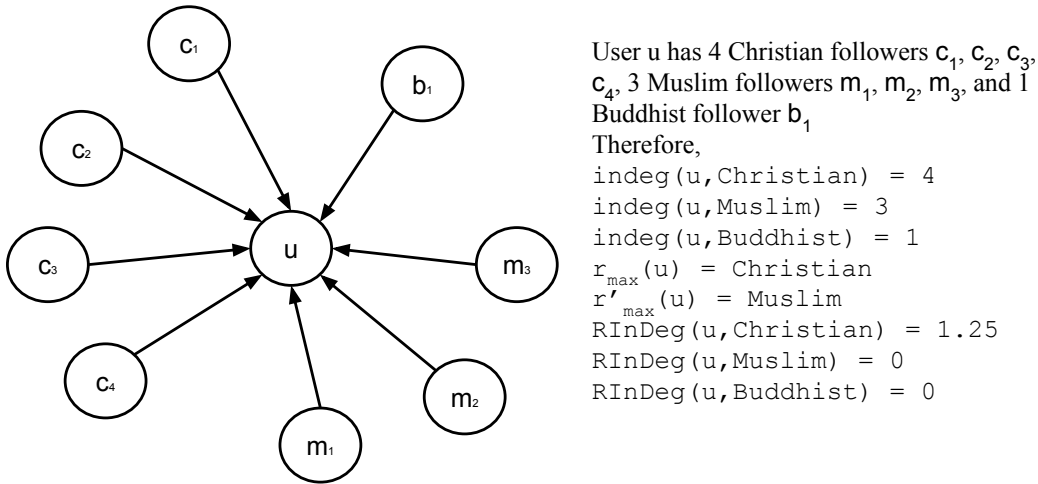 c₁
b₁
c₂
u
c₃
m₃
c₄
m₂
m₁
User u has 4 Christian followers c₁, c₂, c₃,
c₄, 3 Muslim followers m₁, m₂, m₃, and 1
Buddhist follower b₁
Therefore,
indeg(u,Christian) = 4
indeg(u,Muslim) = 3
indeg(u,Buddhist) = 1
r_max(u) = Christian
r'_max(u) = Muslim
RInDeg(u,Christian) = 1.25
RInDeg(u,Muslim) = 0
RInDeg(u,Buddhist) = 0